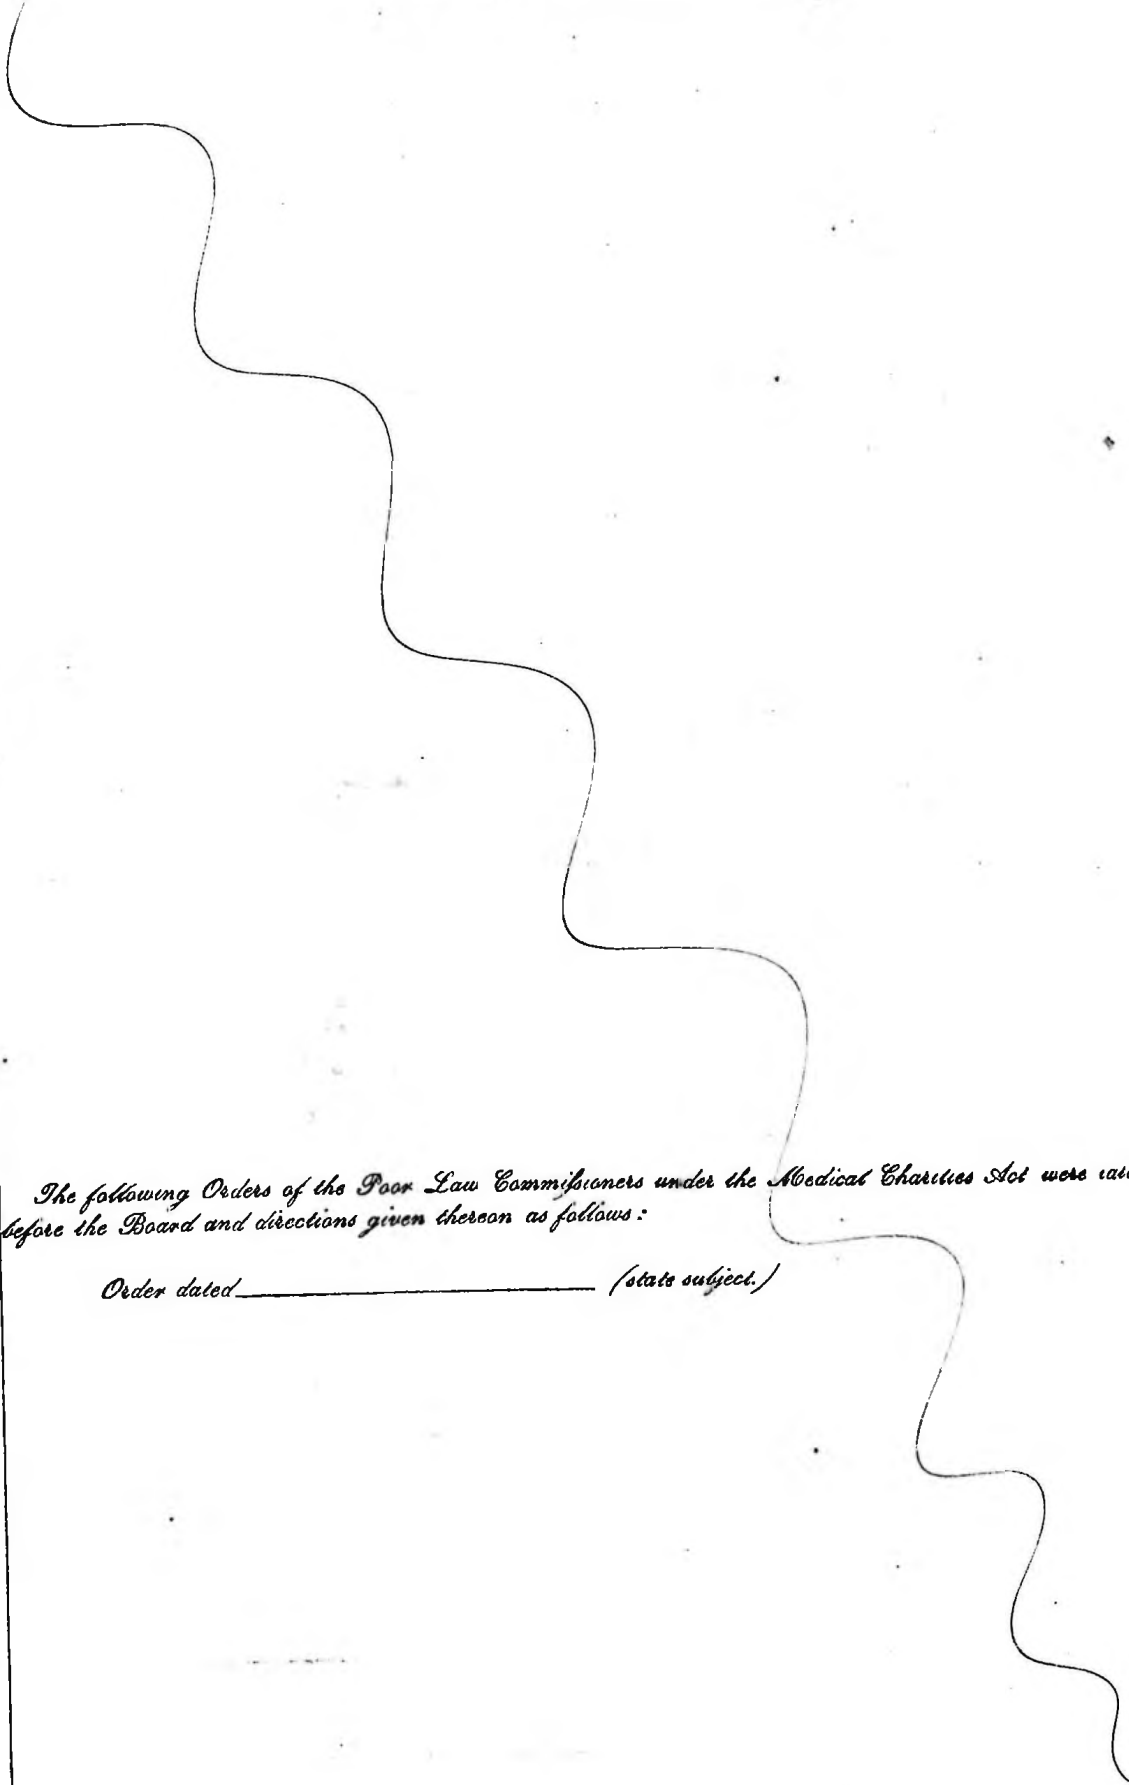 The following Orders of the Poor Law Commiſsioners under the Medical Charities Act were
before the Board and directions given thereon as follows:
Order dated (state subject.)